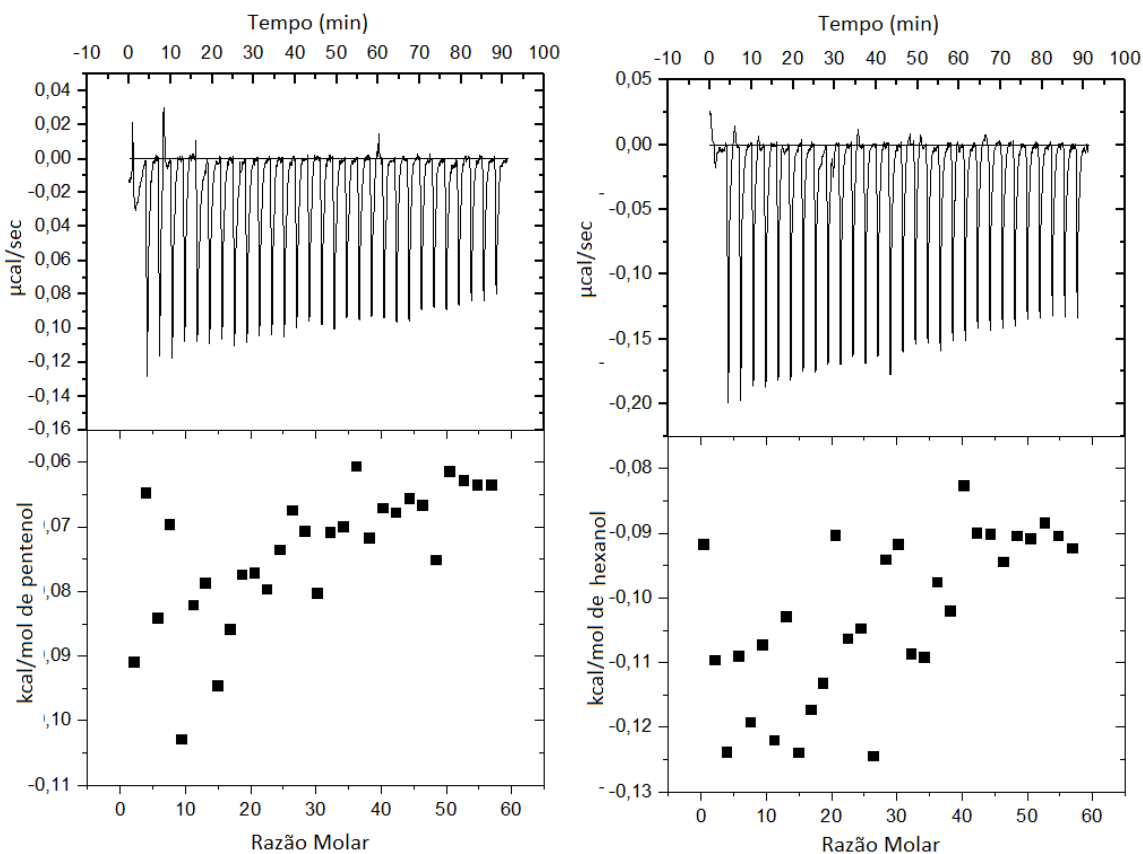 Tempo (min)
-10 0 10 20 30 40 50 60 70 80 90 100
0,04
0,02
0,00
-0,02
0,04
0,06
0,08
0,10
-0,12
-0,14
-0,16
µcal/sec
-0,06
0,07
0,08
0,09
0,10
-0,11
kcal/mol de pentenol
0 10 20 30 40 50 60
Razão Molar
Tempo (min)
-10 0 10 20 30 40 50 60 70 80 90 100
0,05
0,00
-0,05
-0,10
-0,15
-0,20
µcal/sec
-0,08
-0,09
-0,10
-0,11
-0,12
-0,13
kcal/mol de hexanol
0 10 20 30 40 50 60
Razão Molar